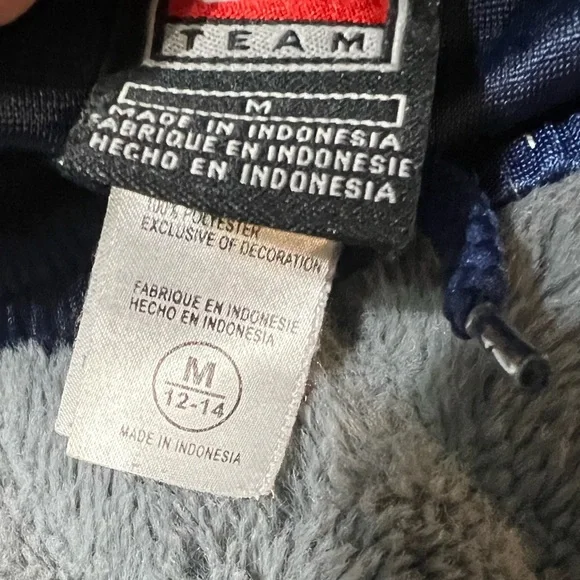 TEAM
M
MADE IN INDONESIA
FABRIQUE EN INDONESIE
HECHO EN INDONESIA
100% POLYESTER
EXCLUSIVE OF DECORATION
FABRIQUE EN INDONESIE
HECHO EN INDONESIA
M
12-14
MADE IN INDONESIA